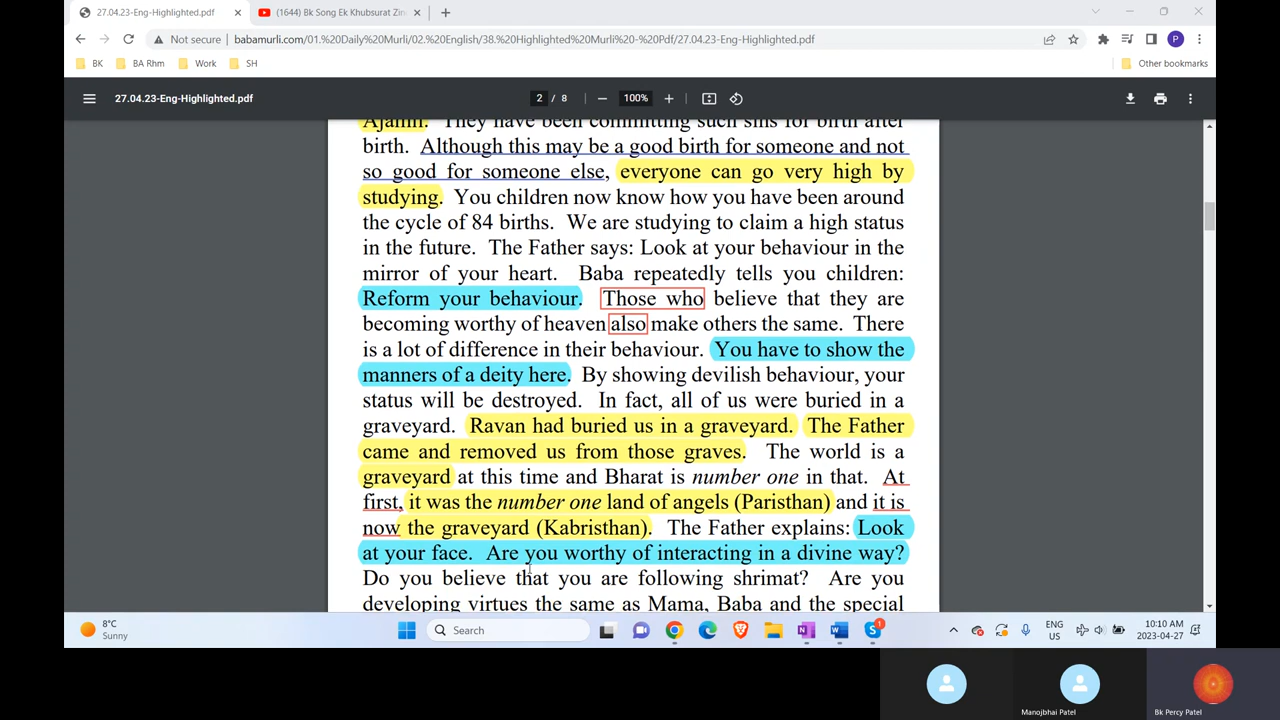 27.04.23-Eng-Highlighted.pdf
(1644) Bk Song Ek Khubsurat Zin
Not secure
babamurli.com/01.%20Daily%20Murli/02.%20English/38.%20Highlighted%20Murli%20-%20Pdf/27.04.23-Eng-Highlighted.pdf
P
BK
BA Rhm
Work
SH
Other bookmarks
27.04.23-Eng-Highlighted.pdf
2 / 8
100%
Ajamil. They have been committing such sins for birth after
birth. Although this may be a good birth for someone and not
so good for someone else, everyone can go very high by
studying. You children now know how you have been around
the cycle of 84 births. We are studying to claim a high status
in the future. The Father says: Look at your behaviour in the
mirror of your heart. Baba repeatedly tells you children:
Reform your behaviour. Those who believe that they are
becoming worthy of heaven also make others the same. There
is a lot of difference in their behaviour. You have to show the
manners of a deity here. By showing devilish behaviour, your
status will be destroyed. In fact, all of us were buried in a
graveyard. Ravan had buried us in a graveyard. The Father
came and removed us from those graves. The world is a
graveyard at this time and Bharat is number one in that. At
first, it was the number one land of angels (Paristhan) and it is
now the graveyard (Kabristhan). The Father explains: Look
at your face. Are you worthy of interacting in a divine way?
Do you believe that you are following shrimat? Are you
developing virtues the same as Mama, Baba and the special
8°C
Sunny
Search
1
ENG
US
10:10 AM
2023-04-27
Manojbhai Patel
Bk Percy Patel